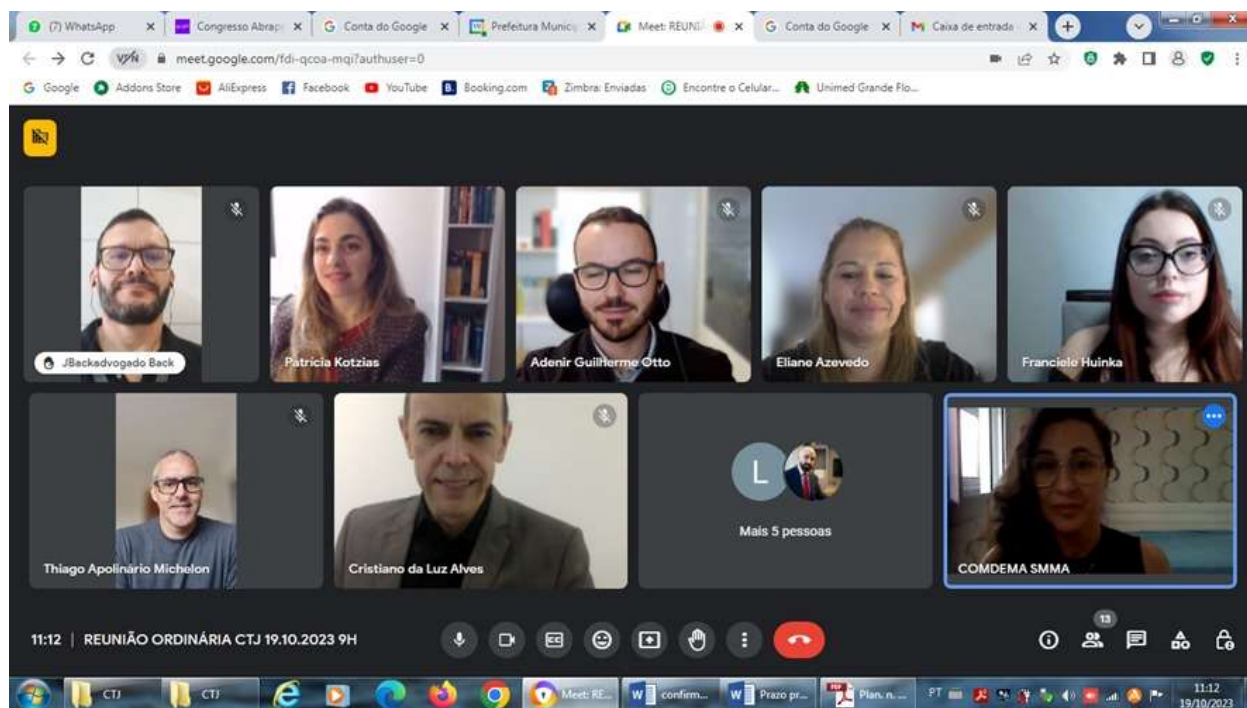 (7) WhatsApp
Congresso Abrap
Conta do Google
Prefeitura Munic
Meet: REUNI
Conta do Google
Caixa de entrada
meet.google.com/fdi-qcoa-mqi?authuser=0
Google
Addons Store
AliExpress
Facebook
YouTube
Booking.com
Zimbra: Enviadas
Encontre o Celular...
Unimed Grande Flo...
JBackadvogado Back
Patrícia Kotzias
Adenir Guilherme Otto
Eliane Azevedo
Franciele Huinka
Thiago Apolinário Michelon
Cristiano da Luz Alves
L
Mais 5 pessoas
COMDEMA SMMA
11:12 | REUNIÃO ORDINÁRIA CTJ 19.10.2023 9H
13
CTJ
CTJ
Meet: RE...
confirm...
Prazo pr...
Plan. n. ...
PT
11:12
19/10/2023